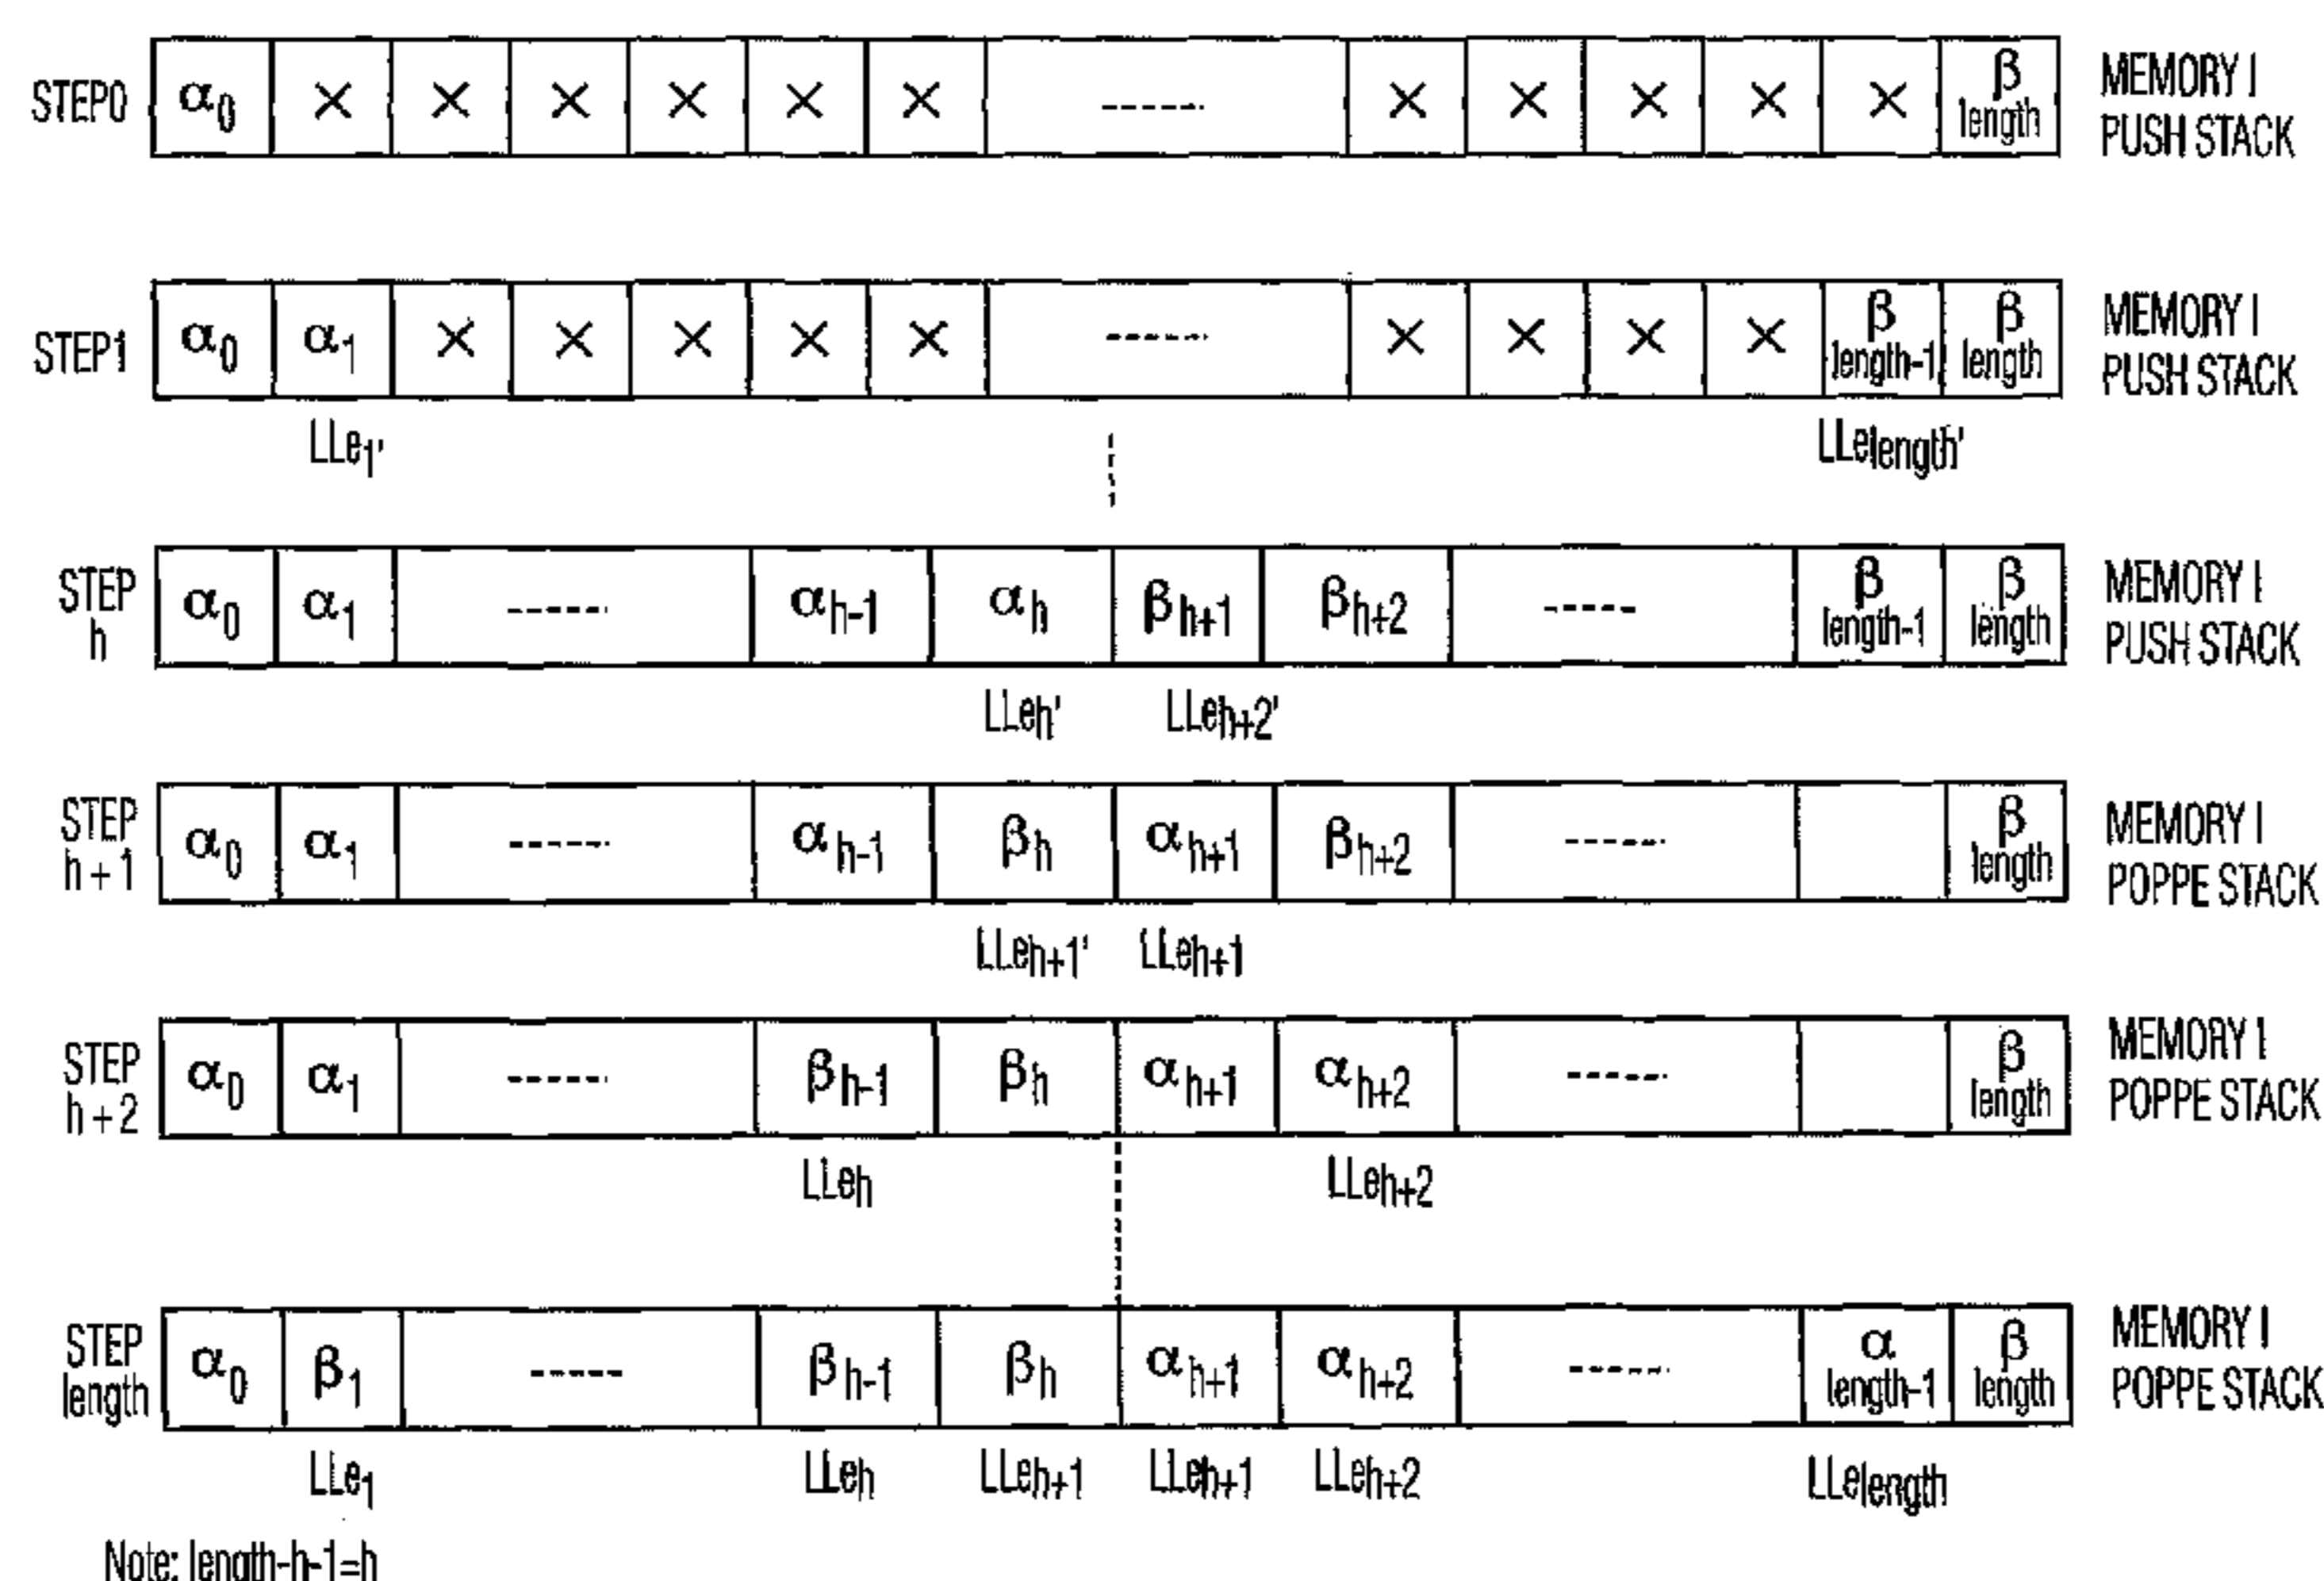 STEP0 α0 × × × × × × ------ × × × × × β length MEMORY I PUSH STACK
STEP1 α0 α1 × × × × × ------ × × × × β length-1 β length MEMORY I PUSH STACK
LLe1' LLelength'
STEP h α0 α1 ------ αh-1 αh βh+1 βh+2 ------ β length-1 β length MEMORY I PUSH STACK
LLeh' LLeh+2'
STEP h+1 α0 α1 ------ αh-1 βh αh+1 βh+2 ------ β length MEMORY I POPPE STACK
LLeh+1' LLeh+1
STEP h+2 α0 α1 ------ βh-1 βh αh+1 αh+2 ------ β length MEMORY I POPPE STACK
LLeh LLeh+2
STEP length α0 β1 ------ βh-1 βh αh+1 αh+2 ------ α length-1 β length MEMORY I POPPE STACK
LLe1 LLeh LLeh+1 LLeh+1 LLeh+2 LLelength
Note: length-h-1=h